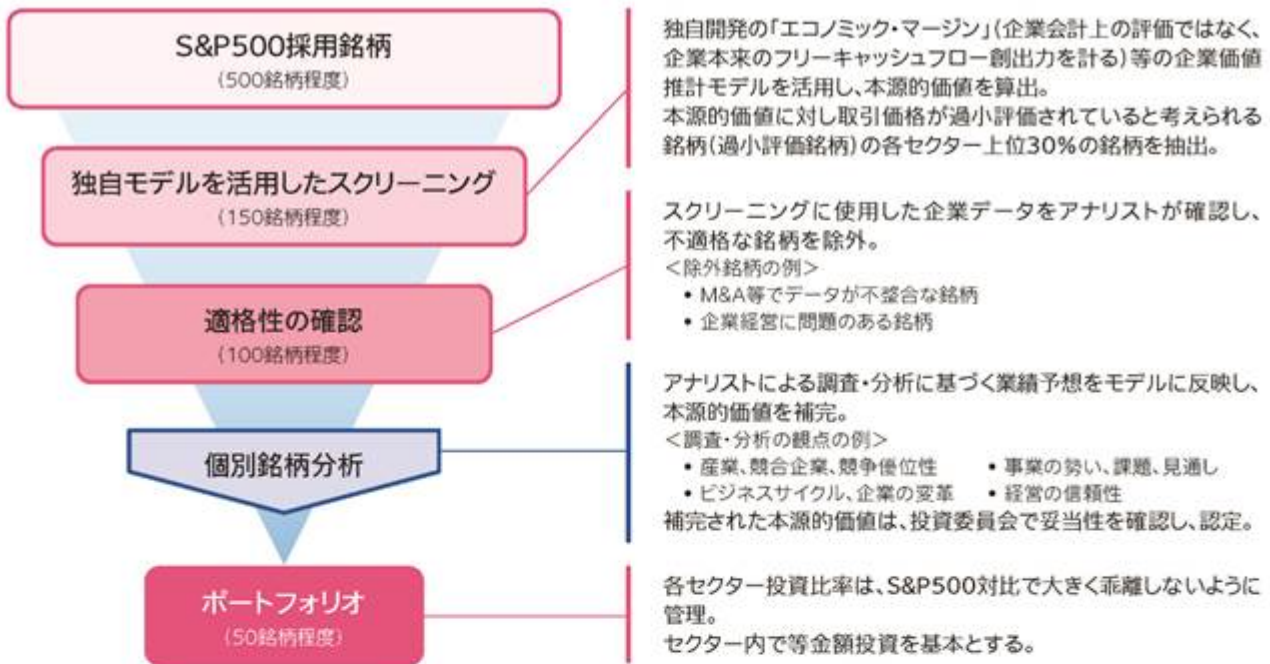 S&P500採用銘柄
(500銘柄程度)
独自開発の「エコノミック・マージン」(企業会計上の評価ではなく、
企業本来のフリーキャッシュフロー創出力を計る)等の企業価値
推計モデルを活用し、本源的価値を算出。
本源的価値に対し取引価格が過小評価されていると考えられる
銘柄(過小評価銘柄)の各セクター上位30%の銘柄を抽出。
独自モデルを活用したスクリーニング
(150銘柄程度)
スクリーニングに使用した企業データをアナリストが確認し、
不適格な銘柄を除外。
<除外銘柄の例>
• M&A等でデータが不整合な銘柄
• 企業経営に問題のある銘柄
適格性の確認
(100銘柄程度)
アナリストによる調査・分析に基づく業績予想をモデルに反映し、
本源的価値を補完。
<調査・分析の観点の例>
• 産業、競合企業、競争優位性 • 事業の勢い、課題、見通し
• ビジネスサイクル、企業の変革 • 経営の信頼性
補完された本源的価値は、投資委員会で妥当性を確認し、認定。
個別銘柄分析
ポートフォリオ
(50銘柄程度)
各セクター投資比率は、S&P500対比で大きく乖離しないように
管理。
セクター内で等金額投資を基本とする。